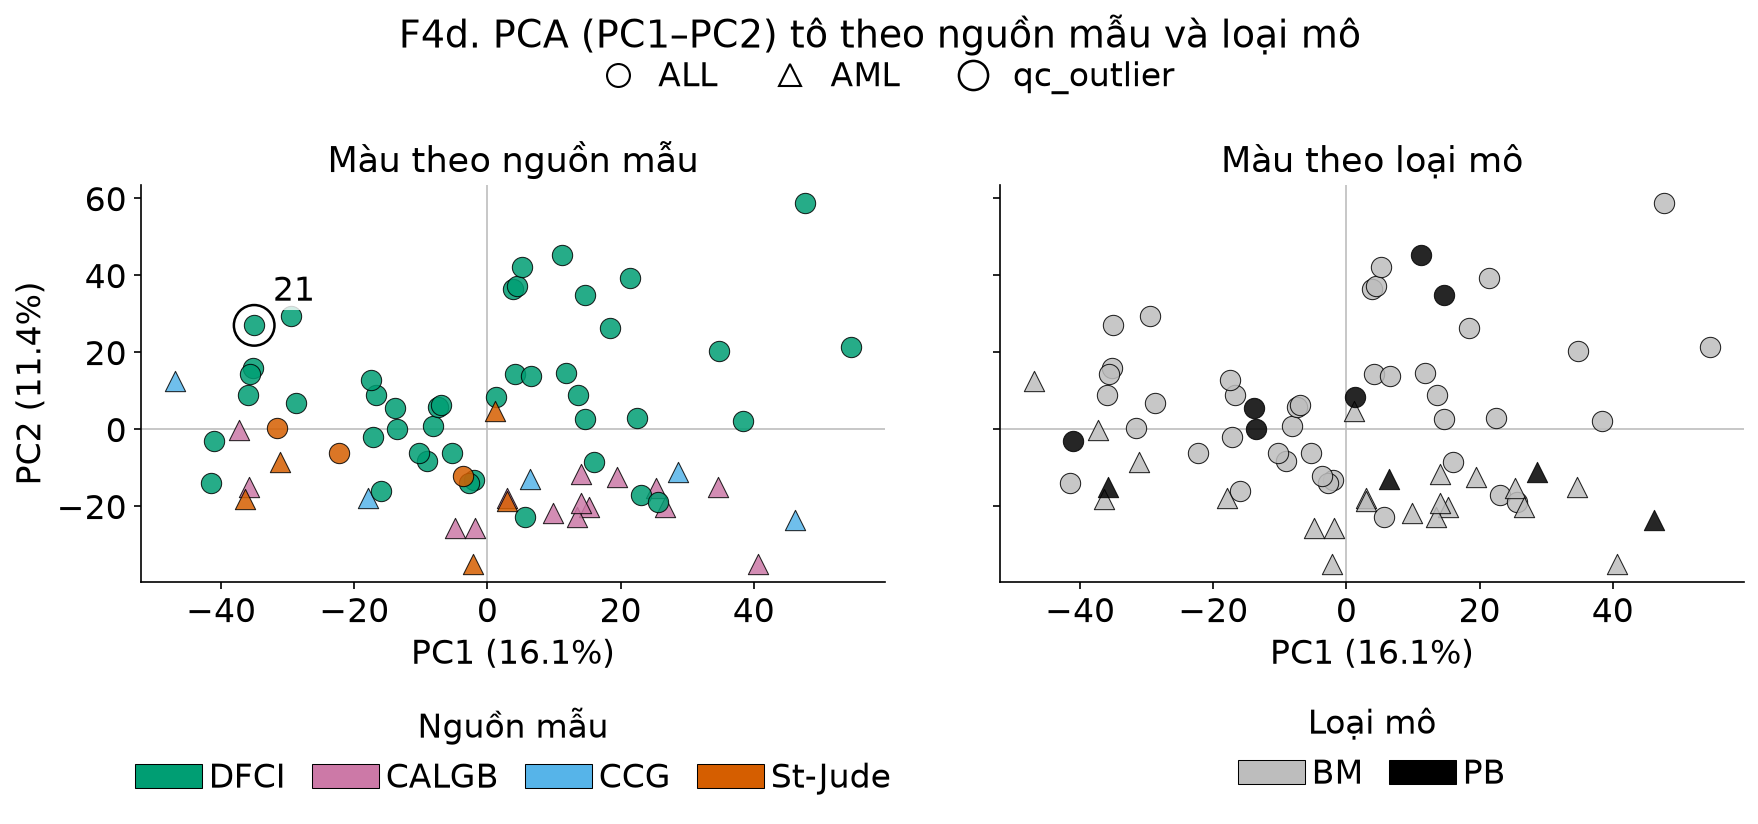 F4d. PCA (PC1–PC2) tô theo nguồn mẫu và loại mô
ALL AML qc_outlier
Màu theo nguồn mẫu
60
40
20
0
−20
PC2 (11.4%)
21
−40 −20 0 20 40
PC1 (16.1%)
Nguồn mẫu
DFCI CALGB CCG St-Jude
Màu theo loại mô
−40 −20 0 20 40
PC1 (16.1%)
Loại mô
BM PB